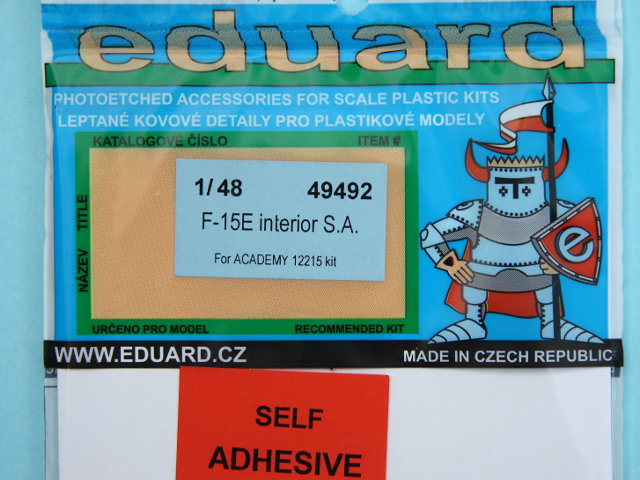 eduard
PHOTOETCHED ACCESSORIES FOR SCALE PLASTIC KITS
LEPTANÉ KOVOVÉ DETAILY PRO PLASTIKOVÉ MODELY
KATALOGOVÉ ČÍSLO ITEM #
NÁZEV TITLE
1/48 49492
F-15E interior S.A.
For ACADEMY 12215 kit
e
URČENO PRO MODEL RECOMMENDED KIT
WWW.EDUARD.CZ MADE IN CZECH REPUBLIC
SELF
ADHESIVE